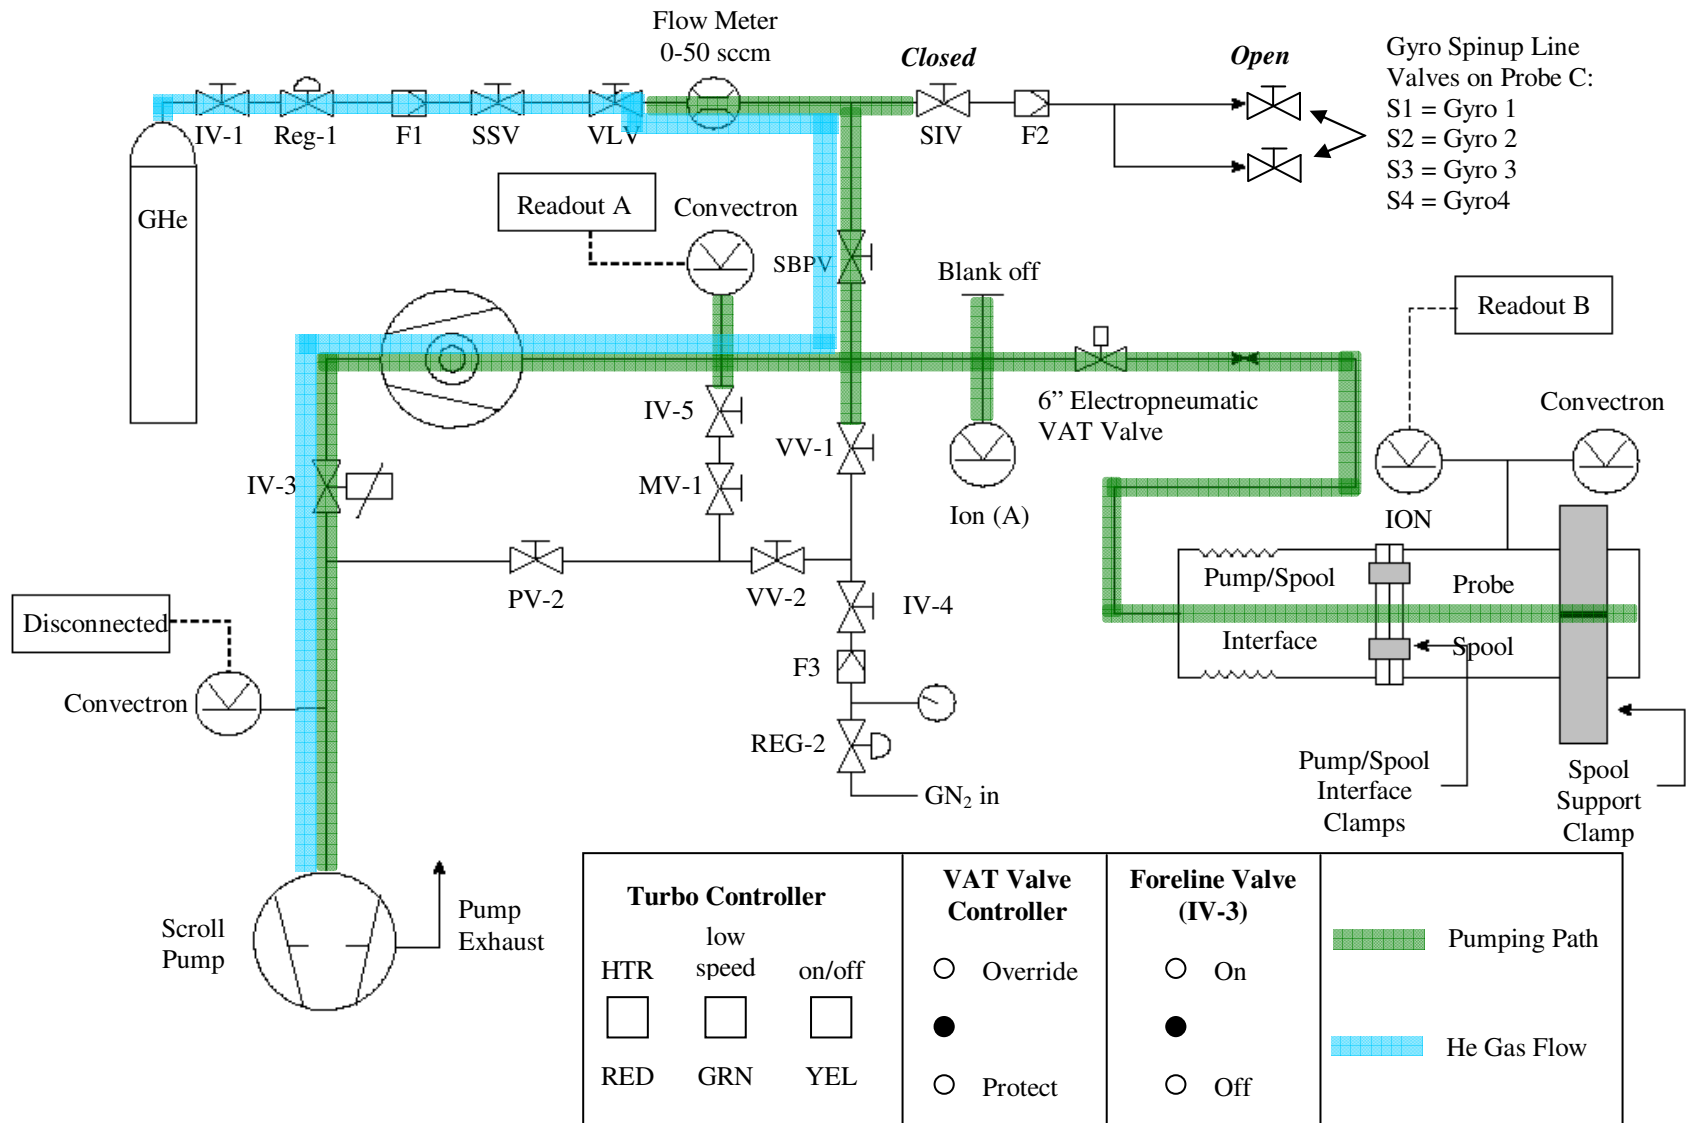 Flow Meter
0-50 sccm
Closed
Open
Gyro Spinup Line
Valves on Probe C:
S1 = Gyro 1
S2 = Gyro 2
S3 = Gyro 3
S4 = Gyro4
IV-1
Reg-1
F1
SSV
VLV
SIV
F2
GHe
Readout A
Convectron
SBPV
Blank off
Readout B
6” Electropneumatic
VAT Valve
Convectron
IV-5
VV-1
IV-3
MV-1
Ion (A)
ION
PV-2
VV-2
IV-4
Pump/Spool
Interface
Probe
Spool
Disconnected
Convectron
F3
REG-2
GN₂ in
Pump/Spool
Interface
Clamps
Spool
Support
Clamp
Scroll
Pump
Pump
Exhaust
Turbo Controller
HTR
low
speed
on/off
RED
GRN
YEL
VAT Valve
Controller
Override
Protect
Foreline Valve
(IV-3)
On
Off
Pumping Path
He Gas Flow